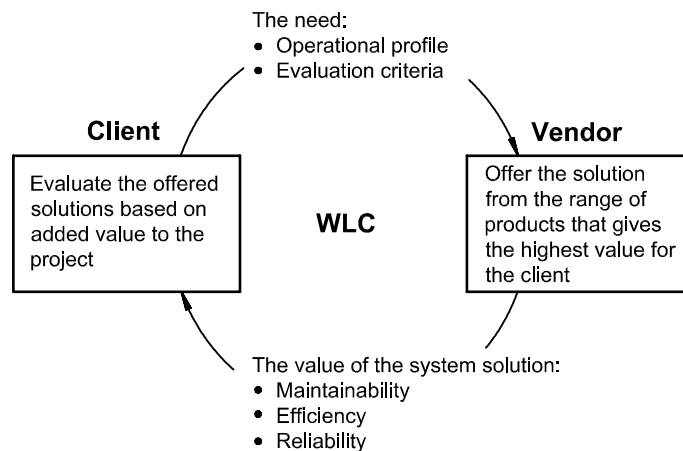 The need:
• Operational profile
• Evaluation criteria
Client
Vendor
Evaluate the offered
solutions based on
added value to the
project
WLC
Offer the solution
from the range of
products that gives
the highest value for
the client
The value of the system solution:
• Maintainability
• Efficiency
• Reliability